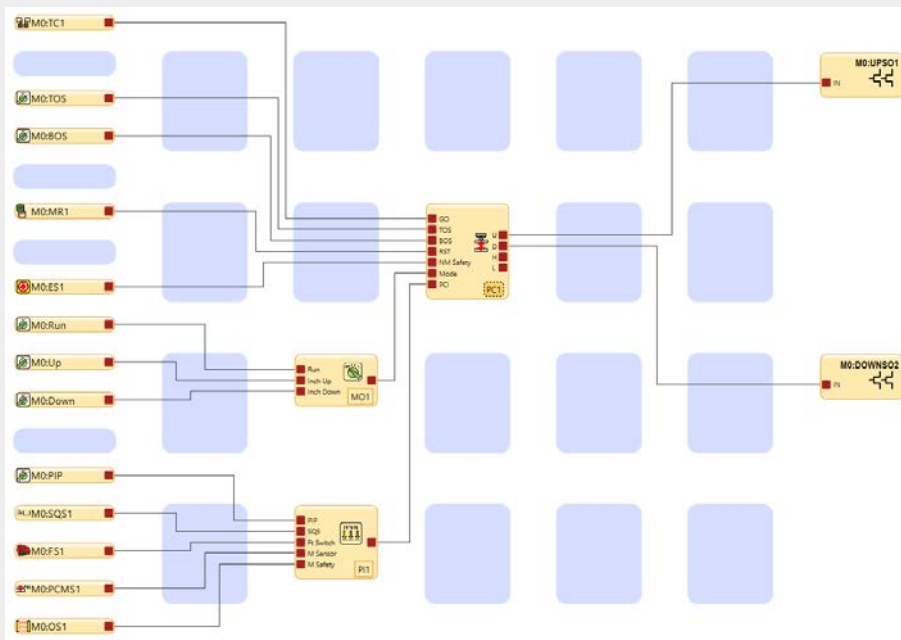 M0:TC1
M0:TOS
M0:BOS
M0:MR1
M0:ES1
M0:Run
M0:Up
M0:Down
M0:PIP
M0:SQS1
M0:FS1
M0:PCMS1
M0:OS1
Run
Inch Up
Inch Down
MO1
PIP
SQS
Ft Switch
M Sensor
M Safety
PI1
GO
TOS
BOS
RST
NM Safety
Mode
PCI
U
D
H
L
PC1
M0:UPSO1
IN
M0:DOWNSO2
IN